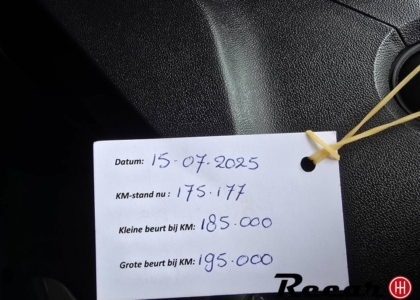 Datum: 15-07-2025
KM-stand nu: 175.177
Kleine beurt bij KM: 185.000
Grote beurt bij KM: 195.000